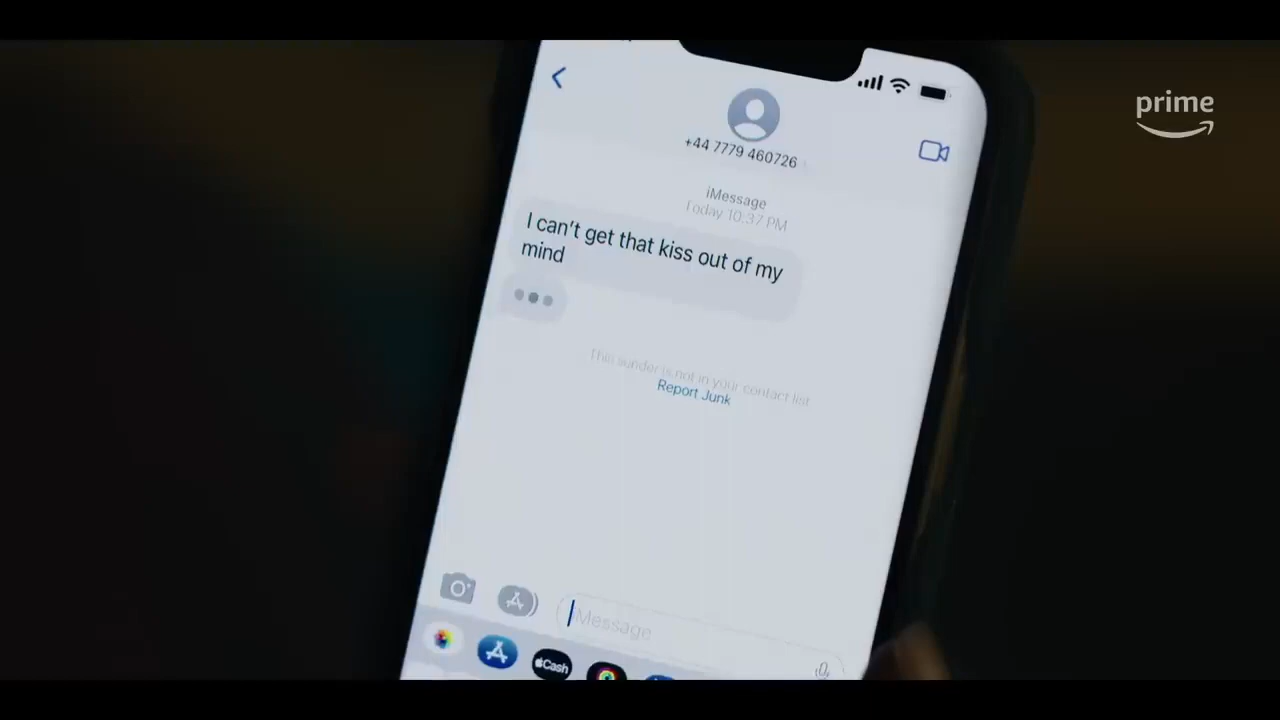 prime
+44 7779 460726
iMessage
Today 10:37 PM
I can't get that kiss out of my
mind
This sender is not in your contact list
Report Junk
iMessage
Cash